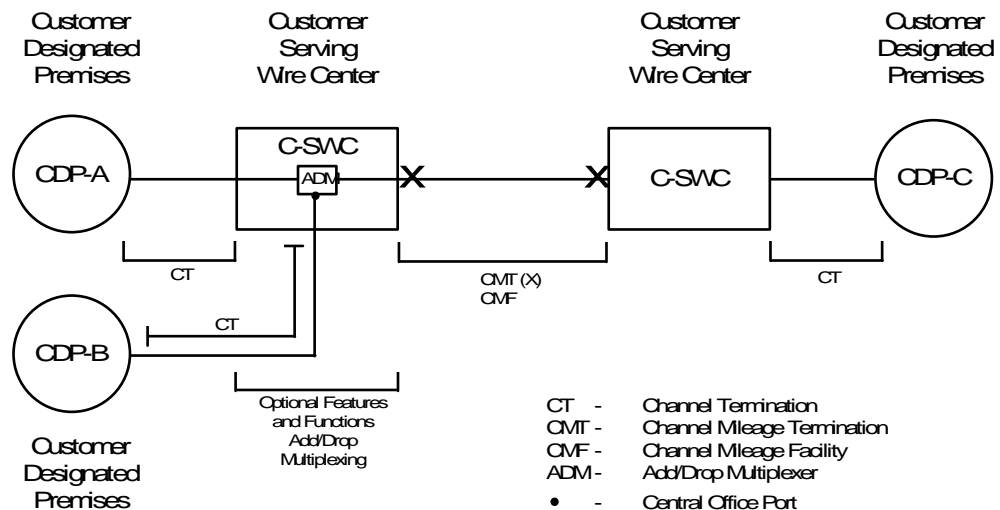 Customer
Designated
Premises
Customer
Serving
Wire Center
Customer
Serving
Wire Center
Customer
Designated
Premises
CDP-A
C-SWC
ADM
X
X
C-SWC
CDP-C
CT
CMT (X)
CMF
CT
CT
CDP-B
Optional Features
and Functions
Add/Drop
Multiplexing
Customer
Designated
Premises
CT - Channel Termination
CMT - Channel Mileage Termination
CMF - Channel Mileage Facility
ADM - Add/Drop Multiplexer
• - Central Office Port